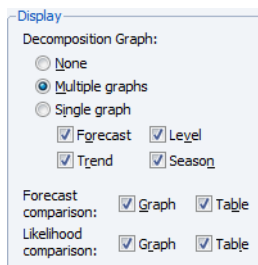 Display
Decomposition Graph:
None
Multiple graphs
Single graph
Forecast Level
Trend Season
Forecast comparison: Graph Table
Likelihood comparison: Graph Table